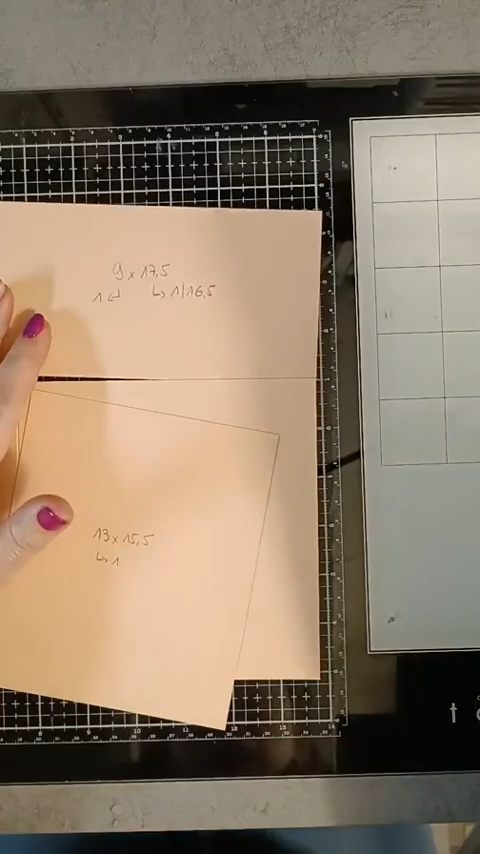 9 x 17,5
1 ↵ ↳ 1/16,5
13 x 15,5
↳ 1
t